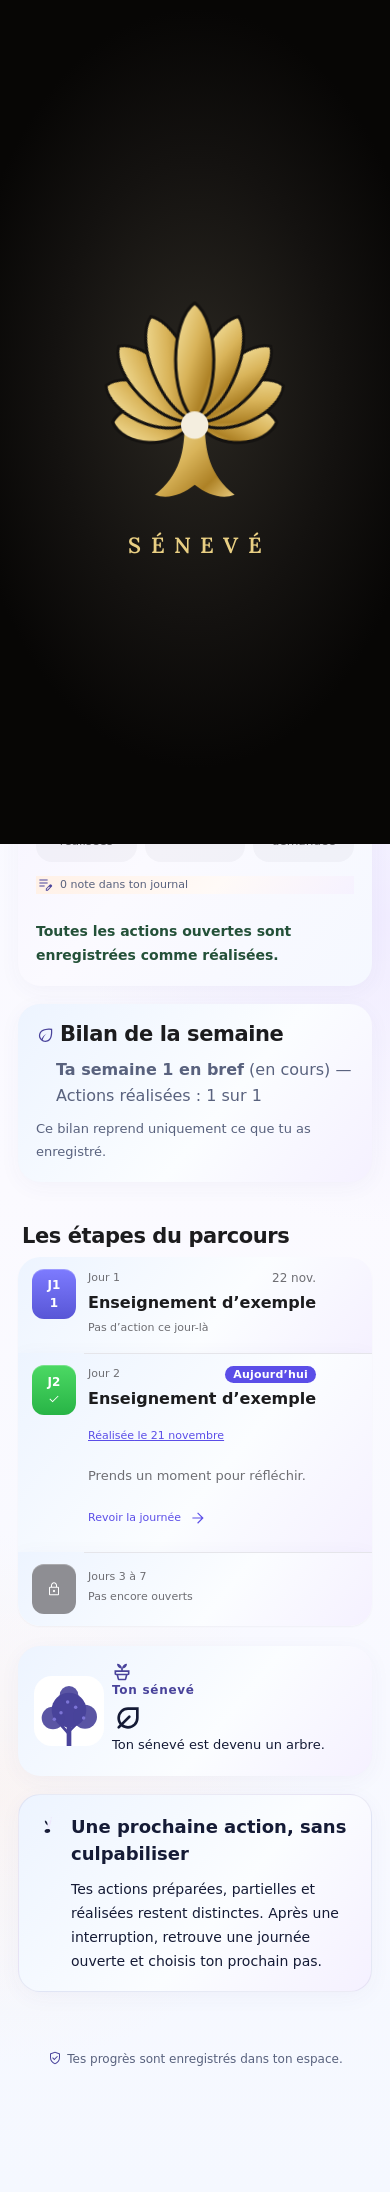 SÉNEVÉ
0 note dans ton journal
Toutes les actions ouvertes sont
enregistrées comme réalisées.
Bilan de la semaine
Ta semaine 1 en bref (en cours) —
Actions réalisées : 1 sur 1
Ce bilan reprend uniquement ce que tu as
enregistré.
Les étapes du parcours
J1
1
Jour 1
22 nov.
Enseignement d’exemple
Pas d’action ce jour-là
J2
Jour 2
Aujourd’hui
Enseignement d’exemple
Réalisée le 21 novembre
Prends un moment pour réfléchir.
Revoir la journée
Jours 3 à 7
Pas encore ouverts
Ton sénevé
Ton sénevé est devenu un arbre.
Une prochaine action, sans
culpabiliser
Tes actions préparées, partielles et
réalisées restent distinctes. Après une
interruption, retrouve une journée
ouverte et choisis ton prochain pas.
Tes progrès sont enregistrés dans ton espace.